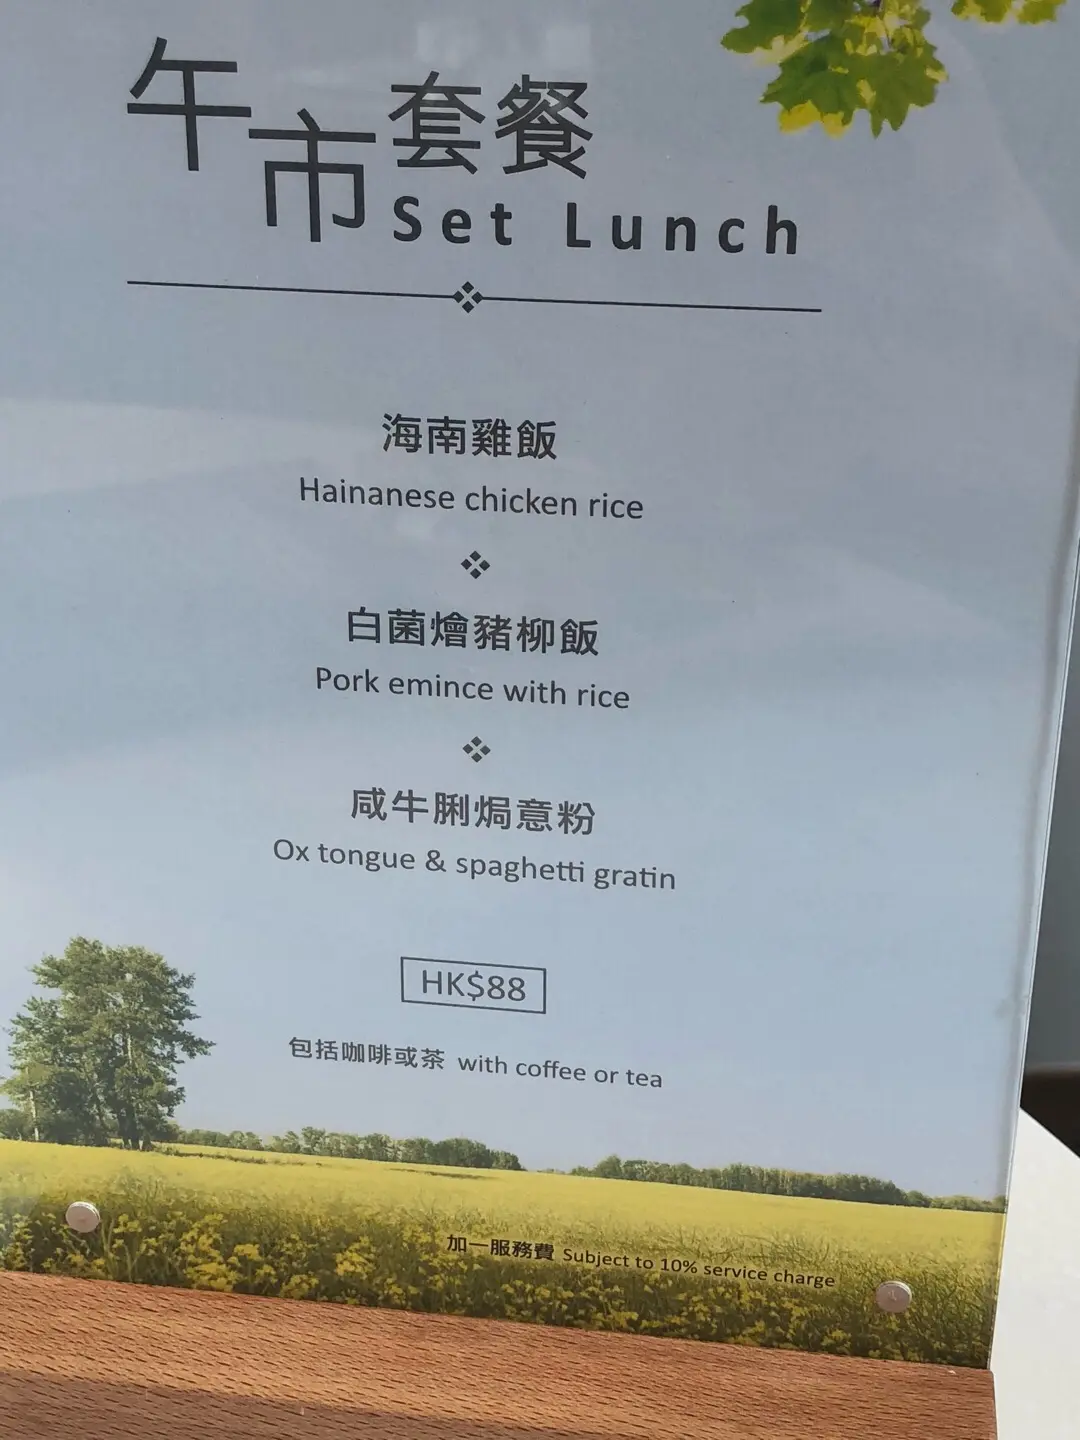 午市套餐
Set Lunch
海南雞飯
Hainanese chicken rice
白菌燴豬柳飯
Pork emince with rice
咸牛脷焗意粉
Ox tongue & spaghetti gratin
HK$88
包括咖啡或茶 with coffee or tea
加一服務費 Subject to 10% service charge